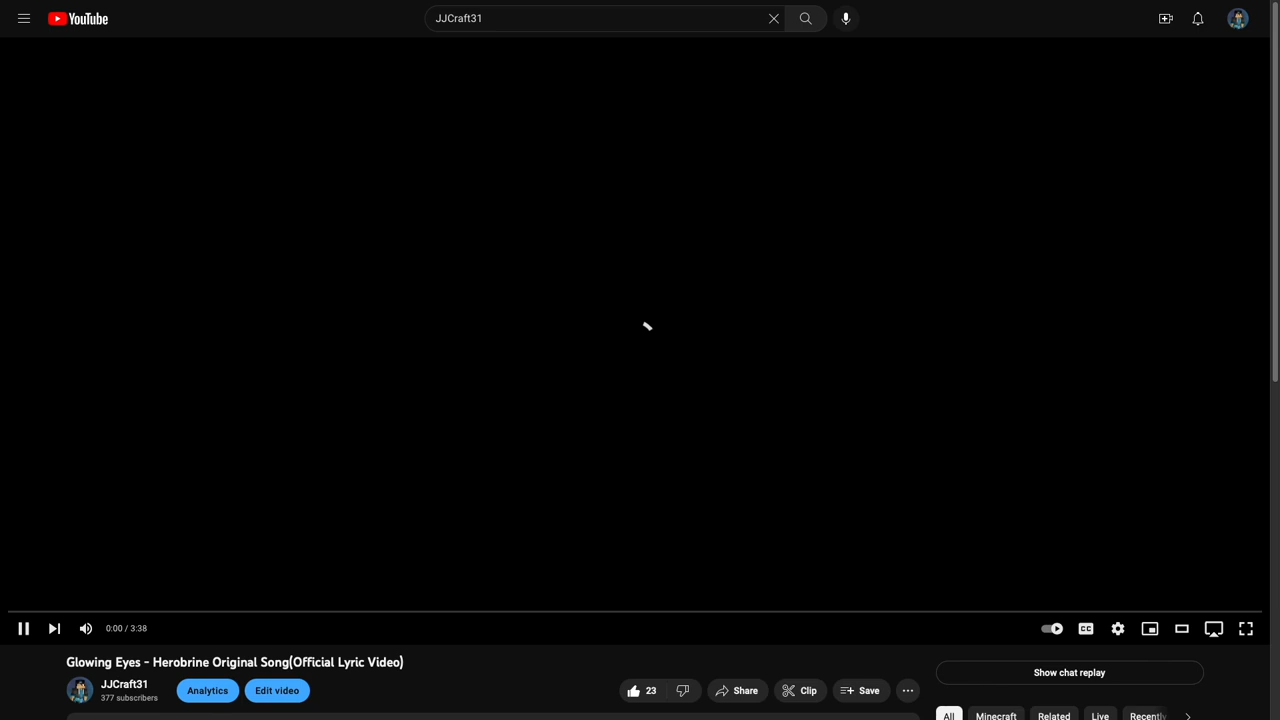 YouTube
JJCraft31
0:00 / 3:38
CC
Glowing Eyes - Herobrine Original Song(Official Lyric Video)
JJCraft31
377 subscribers
Analytics
Edit video
23
Share
Clip
Save
Show chat replay
All
Minecraft
Related
Live
Recently